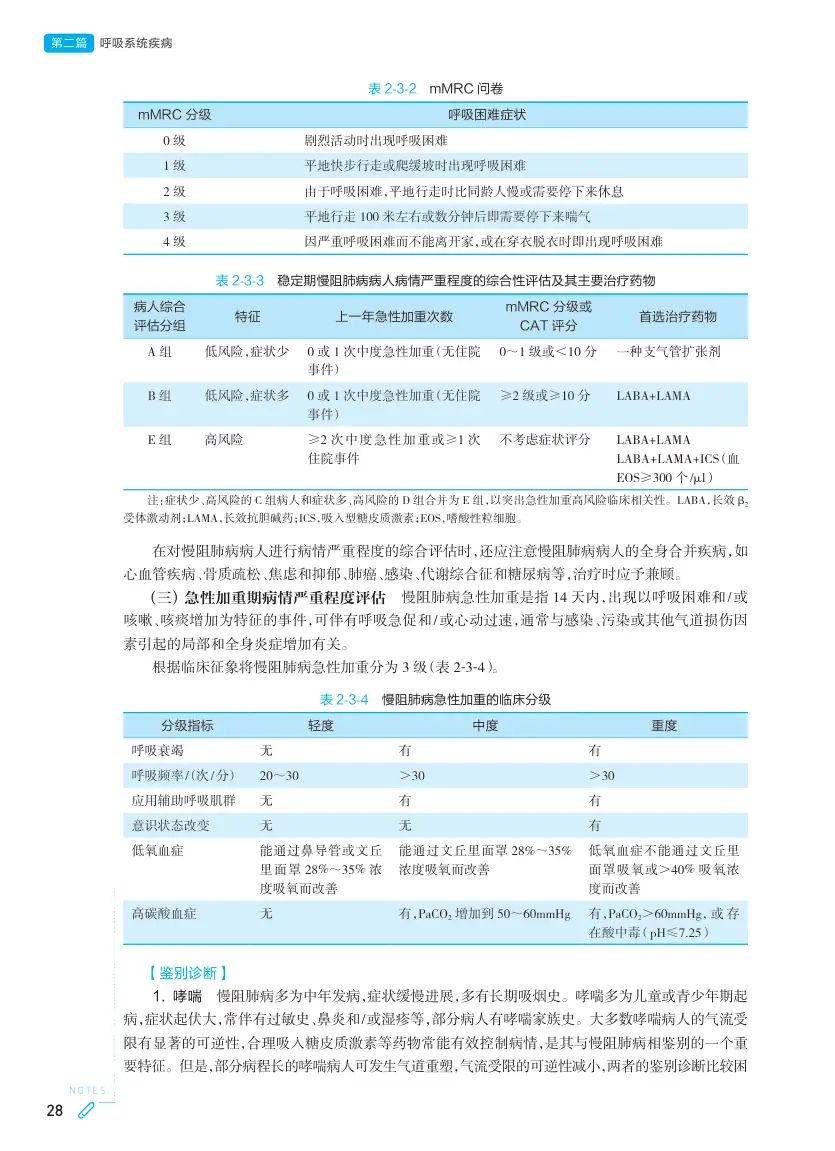 第二篇 呼吸系统疾病
表 2-3-2 mMRC 问卷
mMRC 分级 呼吸困难症状
0 级 剧烈活动时出现呼吸困难
1 级 平地快步行走或爬缓坡时出现呼吸困难
2 级 由于呼吸困难,平地行走时比同龄人慢或需要停下来休息
3 级 平地行走 100 米左右或数分钟后即需要停下来喘气
4 级 因严重呼吸困难而不能离开家,或在穿衣脱衣时即出现呼吸困难
表 2-3-3 稳定期慢阻肺病病人病情严重程度的综合性评估及其主要治疗药物
病人综合 评估分组 特征 上一年急性加重次数 mMRC 分级或 CAT 评分 首选治疗药物
A 组 低风险,症状少 0 或 1 次中度急性加重(无住院 0～1 级或＜10 分 一种支气管扩张剂
事件)
B 组 低风险,症状多 0 或 1 次中度急性加重(无住院 ≥2 级或≥10 分 LABA+LAMA
事件)
E 组 高风险 ≥2 次中度急性加重或≥1 次 不考虑症状评分 LABA+LAMA
住院事件 LABA+LAMA+ICS(血
EOS≥300 个/μl)
注:症状少、高风险的 C 组病人和症状多、高风险的 D 组合并为 E 组,以突出急性加重高风险临床相关性。LABA,长效 β₂
受体激动剂;LAMA,长效抗胆碱药;ICS,吸入型糖皮质激素;EOS,嗜酸性粒细胞。
在对慢阻肺病病人进行病情严重程度的综合评估时,还应注意慢阻肺病病人的全身合并疾病,如
心血管疾病、骨质疏松、焦虑和抑郁、肺癌、感染、代谢综合征和糖尿病等,治疗时应予兼顾。
(三) 急性加重期病情严重程度评估 慢阻肺病急性加重是指 14 天内,出现以呼吸困难和/或
咳嗽、咳痰增加为特征的事件,可伴有呼吸急促和/或心动过速,通常与感染、污染或其他气道损伤因
素引起的局部和全身炎症增加有关。
根据临床征象将慢阻肺病急性加重分为 3 级(表 2-3-4)。
表 2-3-4 慢阻肺病急性加重的临床分级
分级指标 轻度 中度 重度
呼吸衰竭 无 有 有
呼吸频率/(次/分) 20～30 ＞30 ＞30
应用辅助呼吸肌群 无 有 有
意识状态改变 无 无 有
低氧血症 能通过鼻导管或文丘 能通过文丘里面罩 28%～35% 低氧血症不能通过文丘里
里面罩 28%～35% 浓 浓度吸氧而改善 面罩吸氧或＞40% 吸氧浓
度吸氧而改善 度而改善
高碳酸血症 无 有,PaCO₂ 增加到 50～60mmHg 有,PaCO₂＞60mmHg, 或存
在酸中毒(pH≤7.25)
【鉴别诊断】
1. 哮喘 慢阻肺病多为中年发病,症状缓慢进展,多有长期吸烟史。哮喘多为儿童或青少年期起
病,症状起伏大,常伴有过敏史、鼻炎和/或湿疹等,部分病人有哮喘家族史。大多数哮喘病人的气流受
限有显著的可逆性,合理吸入糖皮质激素等药物常能有效控制病情,是其与慢阻肺病相鉴别的一个重
要特征。但是,部分病程长的哮喘病人可发生气道重塑,气流受限的可逆性减小,两者的鉴别诊断比较困
NOTES
28